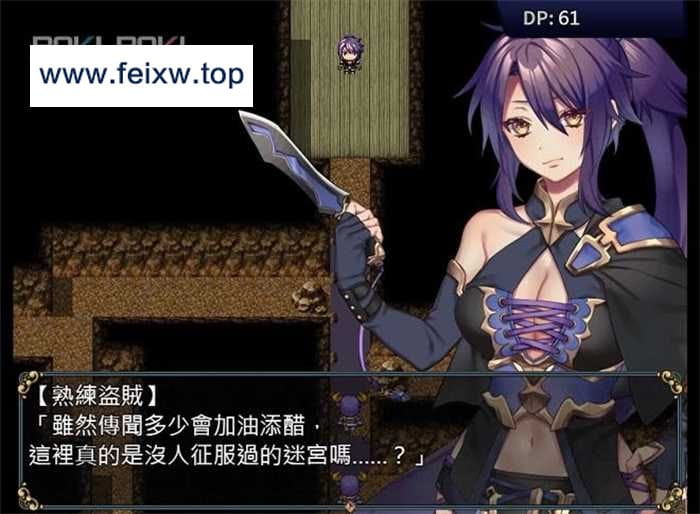 DP: 61
www.feixw.top
【熟練盜賊】
「雖然傳聞多少會加油添醋，
這裡真的是沒人征服過的迷宮嗎……？」